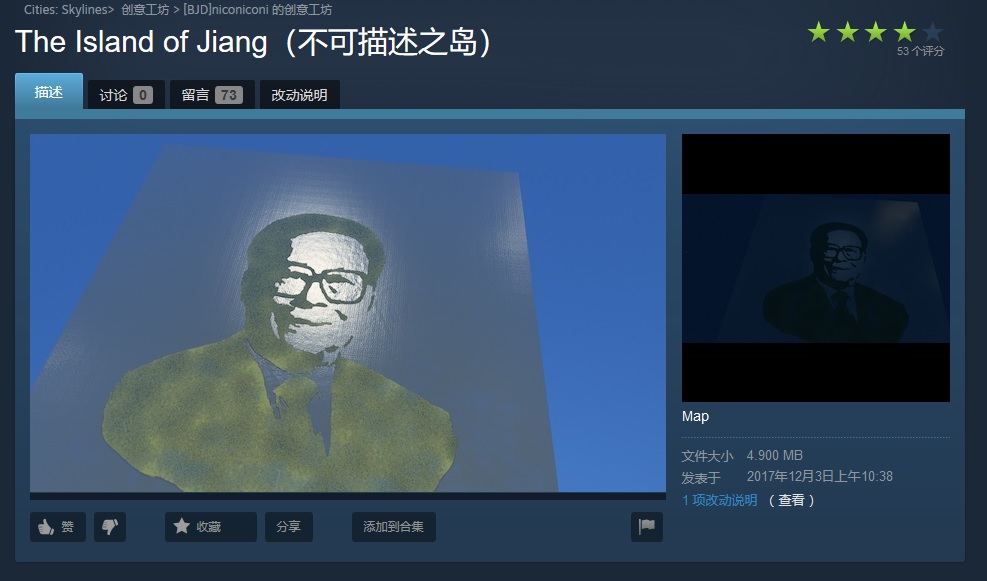 Cities: Skylines> 创意工坊 > [BJD]niconiconi 的创意工坊
The Island of Jiang（不可描述之岛）
53 个评分
描述
讨论 0
留言 73
改动说明
Map
文件大小 4.900 MB
发表于 2017年12月3日上午10:38
1 项改动说明 （ 查看 ）
赞
收藏
分享
添加到合集